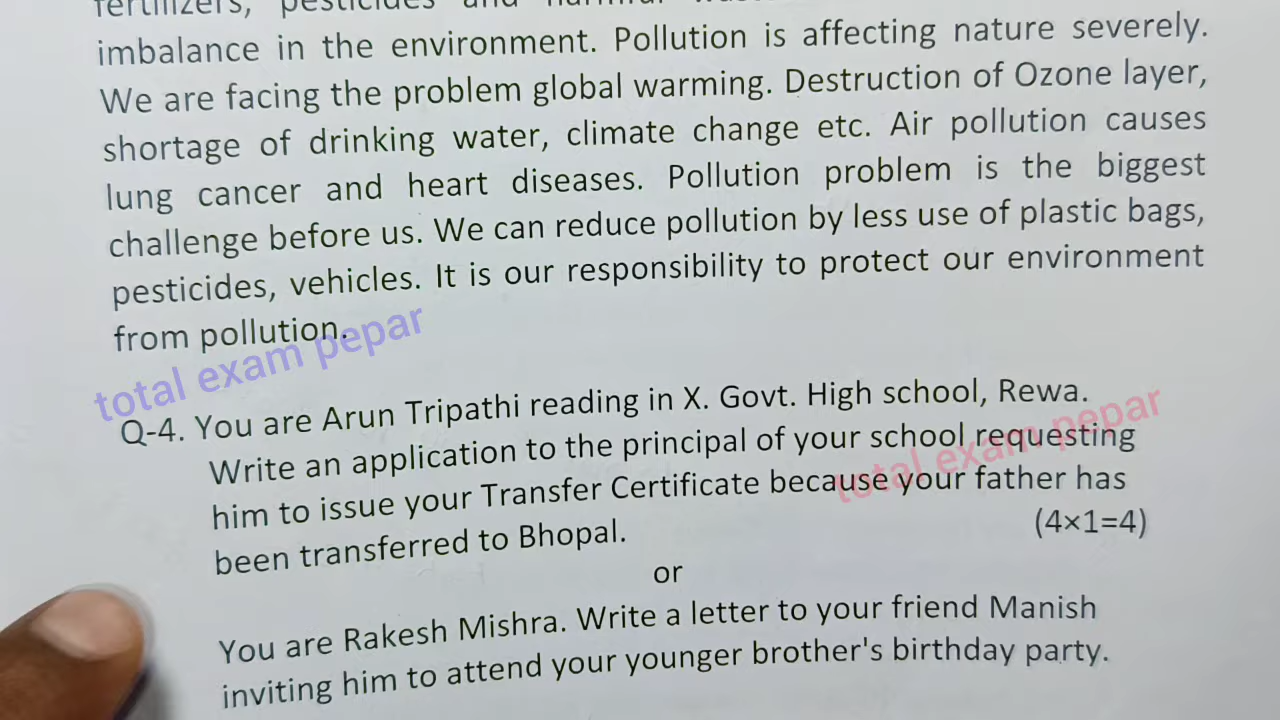 fertilizers, pesticides and harmful
imbalance in the environment. Pollution is affecting nature severely.
We are facing the problem global warming. Destruction of Ozone layer,
shortage of drinking water, climate change etc. Air pollution causes
lung cancer and heart diseases. Pollution problem is the biggest
challenge before us. We can reduce pollution by less use of plastic bags,
pesticides, vehicles. It is our responsibility to protect our environment
from pollution.
total exam pepar
Q-4. You are Arun Tripathi reading in X. Govt. High school, Rewa.
total exam pepar
Write an application to the principal of your school requesting
him to issue your Transfer Certificate because your father has
been transferred to Bhopal. (4×1=4)
or
You are Rakesh Mishra. Write a letter to your friend Manish
inviting him to attend your younger brother's birthday party.